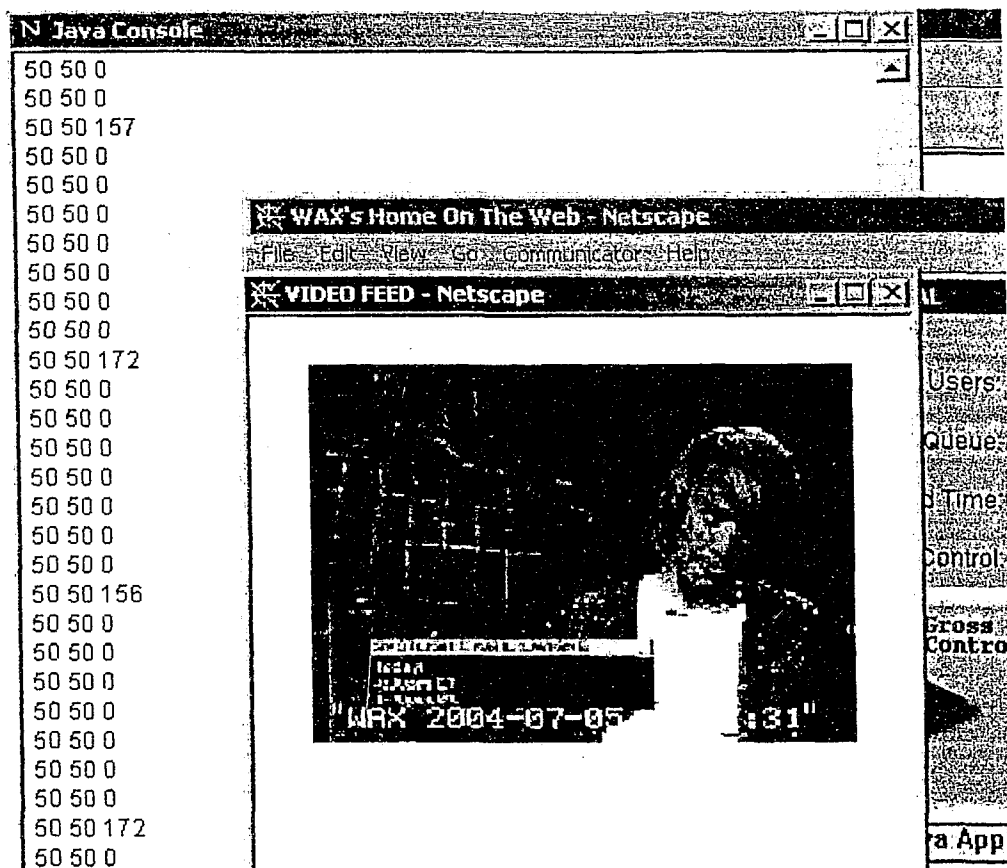 Java Console
50 50 0
50 50 0
50 50 157
50 50 0
50 50 0
50 50 0
50 50 0
50 50 0
50 50 0
50 50 0
50 50 172
50 50 0
50 50 0
50 50 0
50 50 0
50 50 0
50 50 0
50 50 0
50 50 156
50 50 0
50 50 0
50 50 0
50 50 0
50 50 0
50 50 0
50 50 0
50 50 172
50 50 0
WAX's Home On The Web - Netscape
File Edit View Go Communicator Help
VIDEO FEED - Netscape
"WAX 2004-07-05 :31"
AL
Users:
Queue:
d Time:
Control:
Gross
Contro
a App